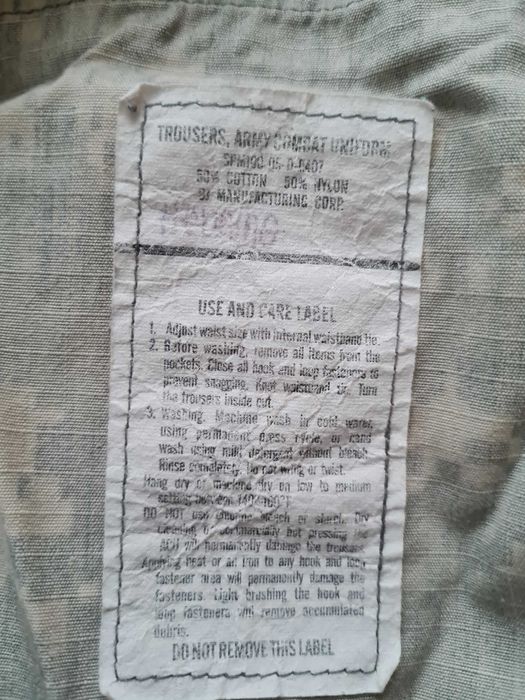 TROUSERS, ARMY COMBAT UNIFORM
50% COTTON 50% NYLON
DJ MANUFACTURING CORP.
USE AND CARE LABEL
1. Adjust waist size with internal waistband tie.
2. Before washing, remove all items from the
pockets. Close all hook and loop fasteners to
prevent snagging. Knot waistband tie. Turn
the trousers inside out.
3. Washing. Machine wash in cold water,
using permanent press cycle, or hand
wash using mild detergent without bleach.
Rinse completely. Do not wring or twist.
Hang dry or machine dry on low to medium
setting
DO NOT use chlorine bleach or starch. Dry
cleaning or commercially hot pressing the
ACU will permanently damage the trousers.
Applying heat or an iron to any hook and loop
fastener area will permanently damage the
fasteners. Light brushing the hook and
loop fasteners will remove accumulated
debris.
DO NOT REMOVE THIS LABEL